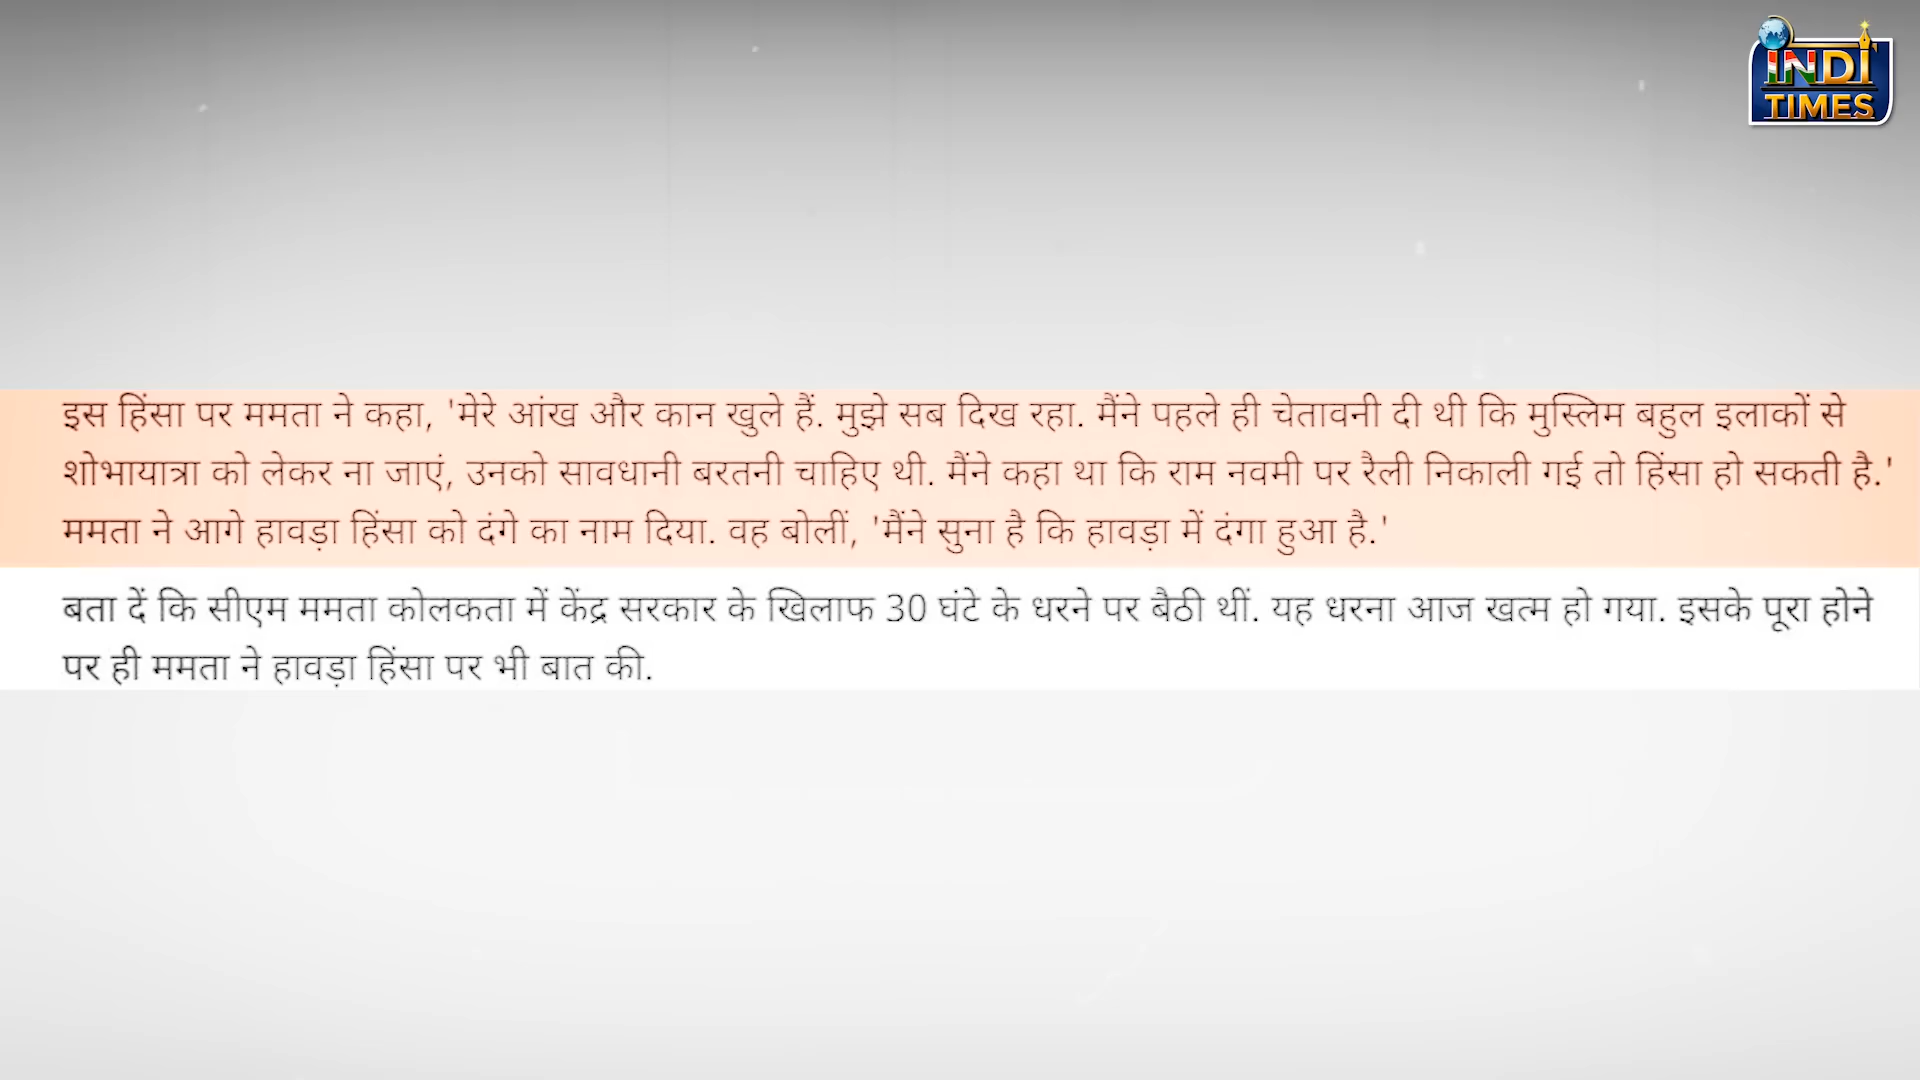 INDI
TIMES
इस हिंसा पर ममता ने कहा, 'मेरे आंख और कान खुले हैं. मुझे सब दिख रहा. मैंने पहले ही चेतावनी दी थी कि मुस्लिम बहुल इलाकों से
शोभायात्रा को लेकर ना जाएं, उनको सावधानी बरतनी चाहिए थी. मैंने कहा था कि राम नवमी पर रैली निकाली गई तो हिंसा हो सकती है.'
ममता ने आगे हावड़ा हिंसा को दंगे का नाम दिया. वह बोलीं, 'मैंने सुना है कि हावड़ा में दंगा हुआ है.'
बता दें कि सीएम ममता कोलकता में केंद्र सरकार के खिलाफ 30 घंटे के धरने पर बैठी थीं. यह धरना आज खत्म हो गया. इसके पूरा होने
पर ही ममता ने हावड़ा हिंसा पर भी बात की.